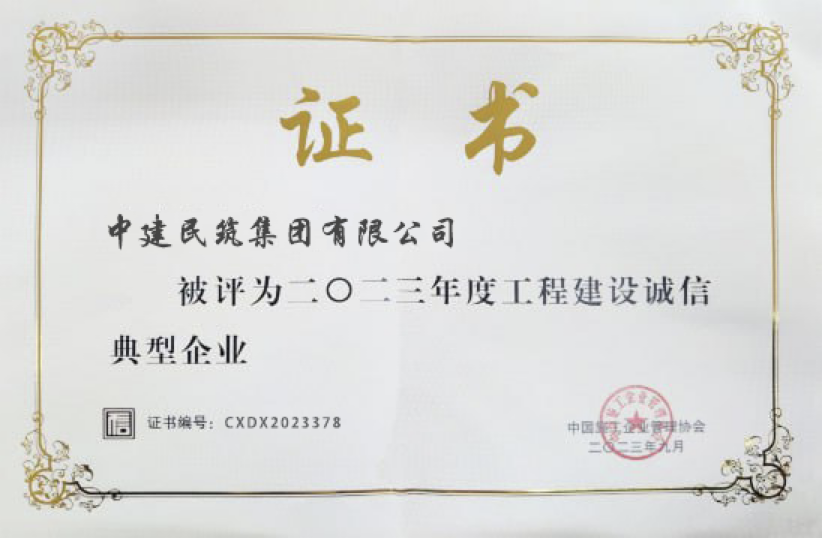 证书
中建民筑集团有限公司
被评为二〇二三年度工程建设诚信
典型企业
证书编号：CXDX2023378
中国施工企业管理协会
二〇二三年九月